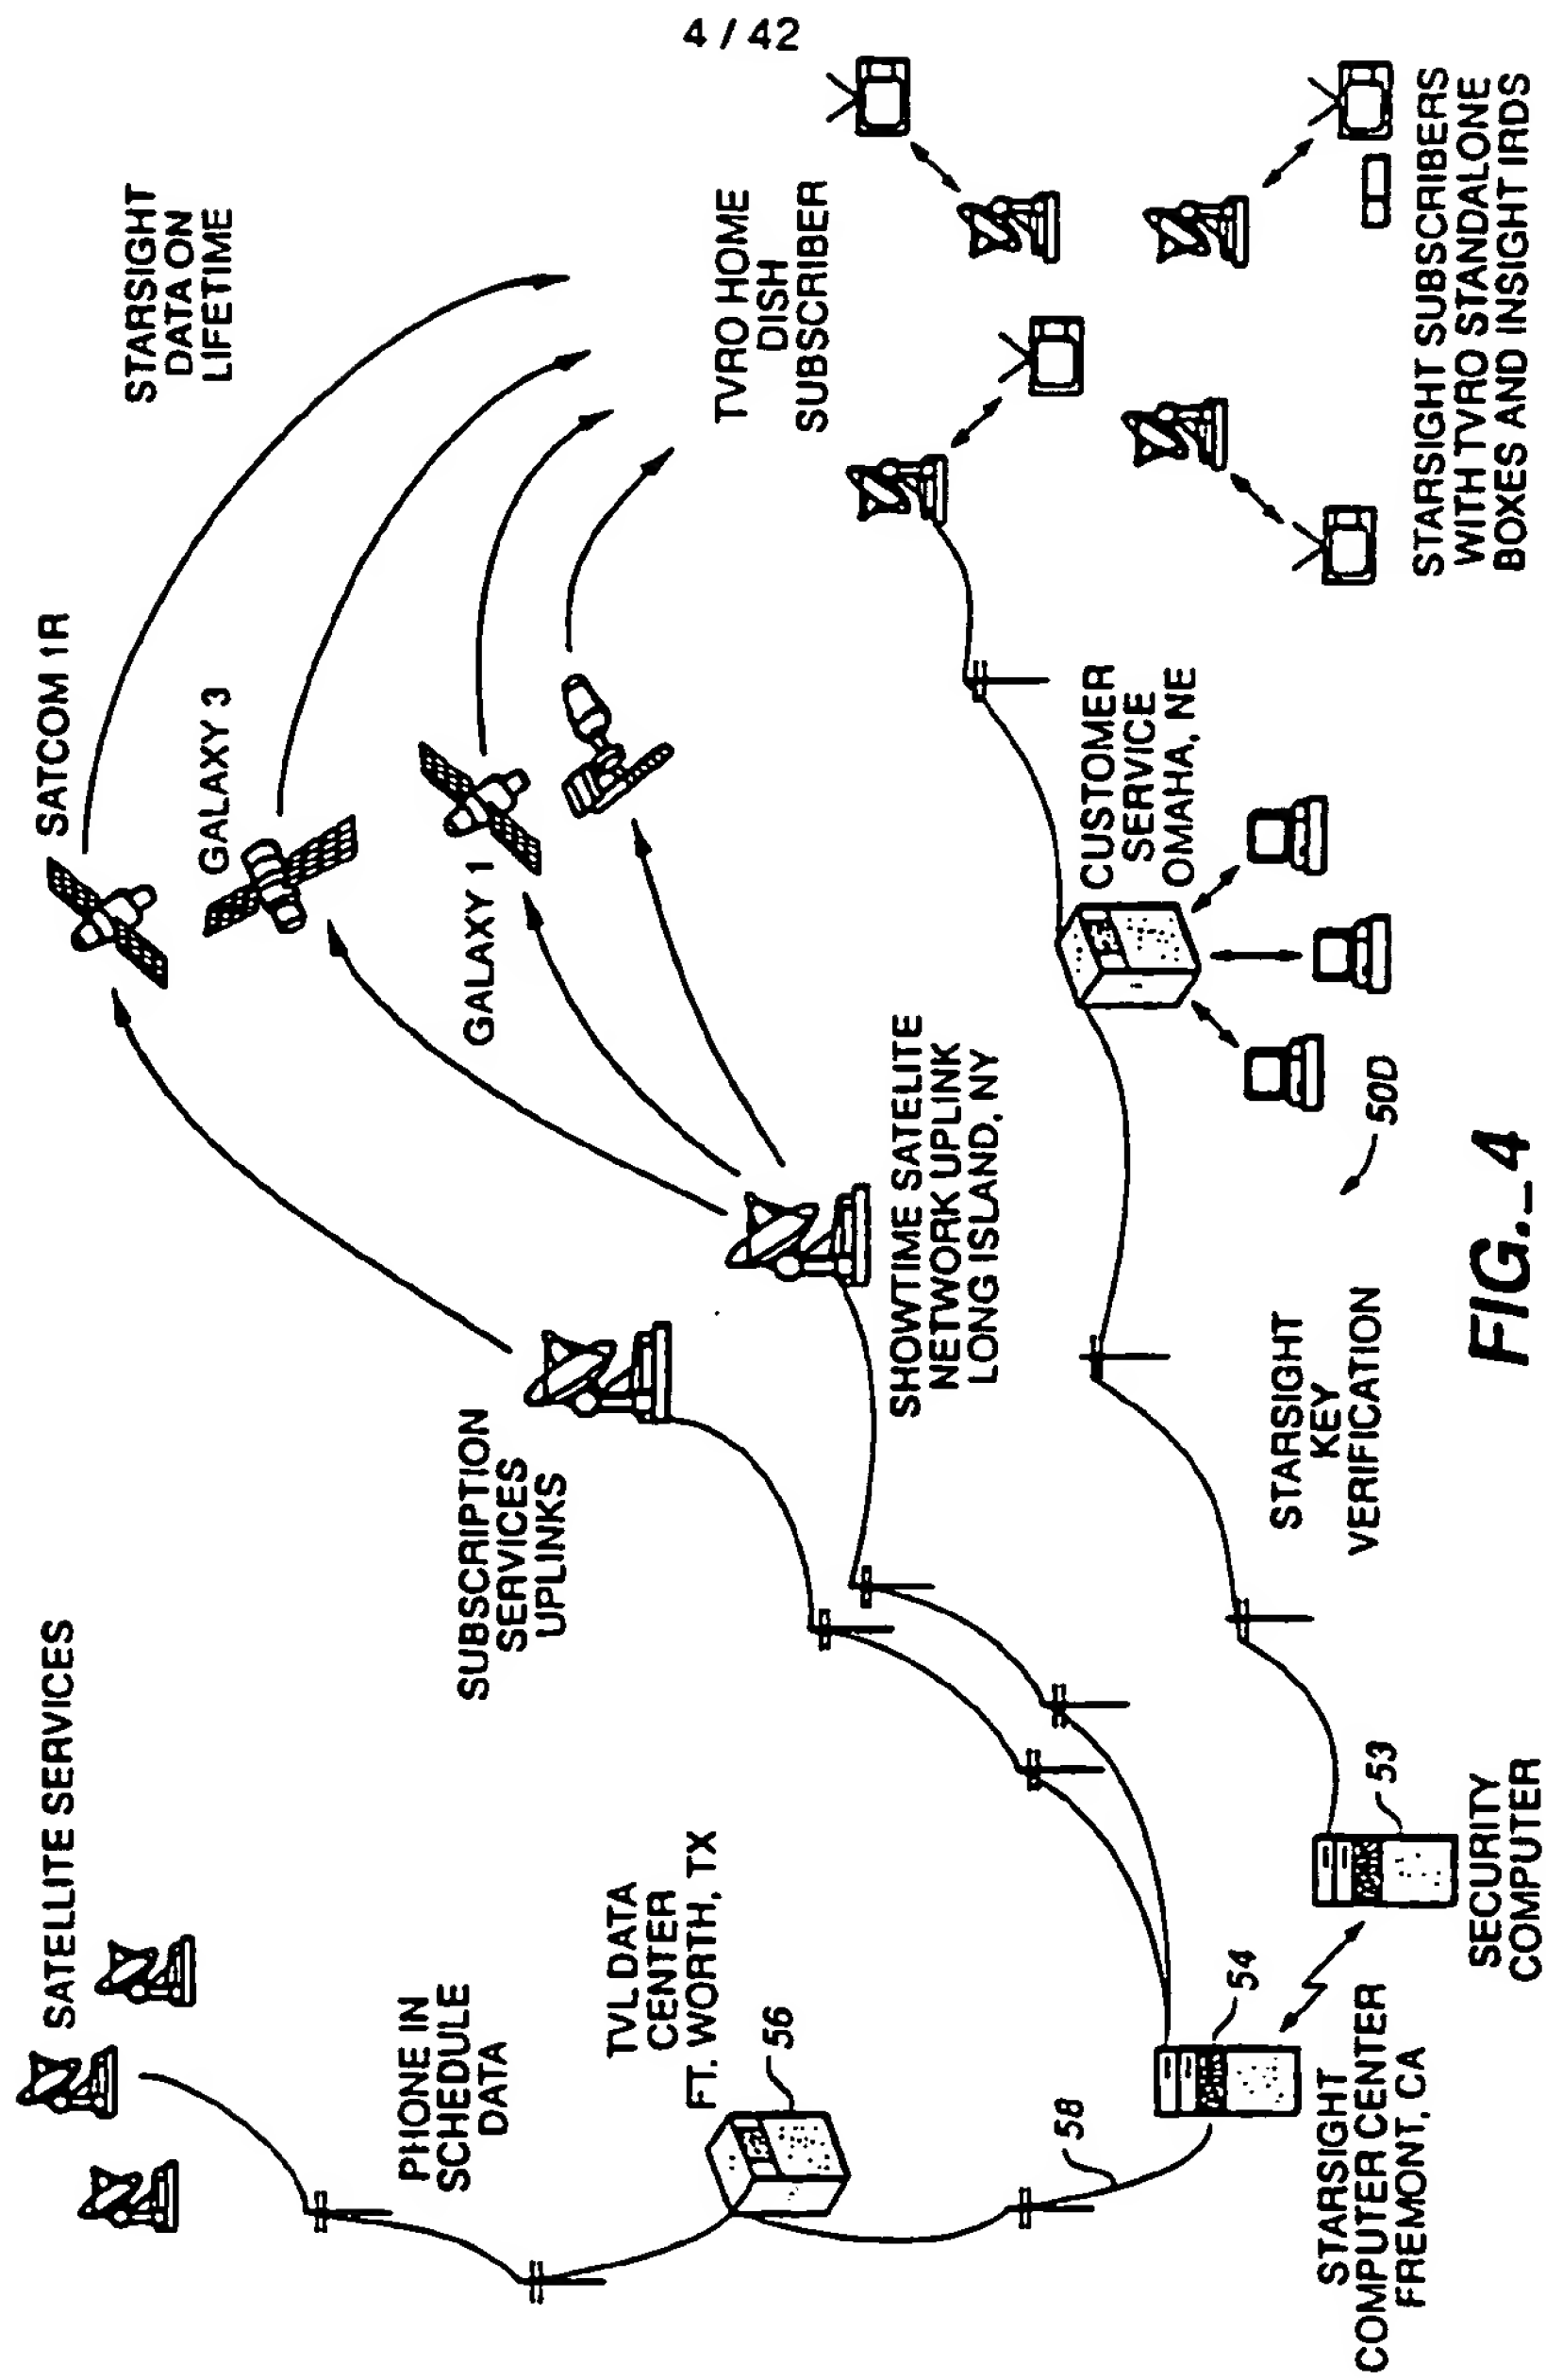 4 / 42
SATELLITE SERVICES
PHONE IN
SCHEDULE
DATA
TVL DATA
CENTER
FT. WORTH, TX
56
58
54
STARSIGHT
COMPUTER CENTER
FREMONT, CA
53
SECURITY
COMPUTER
SUBSCRIPTION
SERVICES
UPLINKS
SHOWTIME SATELITE
NETWORK UPLINK
LONG ISLAND, NY
STARSIGHT
KEY
VERIFICATION
50D
SATCOM 1R
GALAXY 3
GALAXY 1
CUSTOMER
SERVICE
OMAHA, NE
STARSIGHT
DATA ON
LIFETIME
TVRO HOME
DISH
SUBSCRIBER
STARSIGHT SUBSCRIBERS
WITH TVRO STANDALONE
BOXES AND INSIGHT IRDS
FIG._4